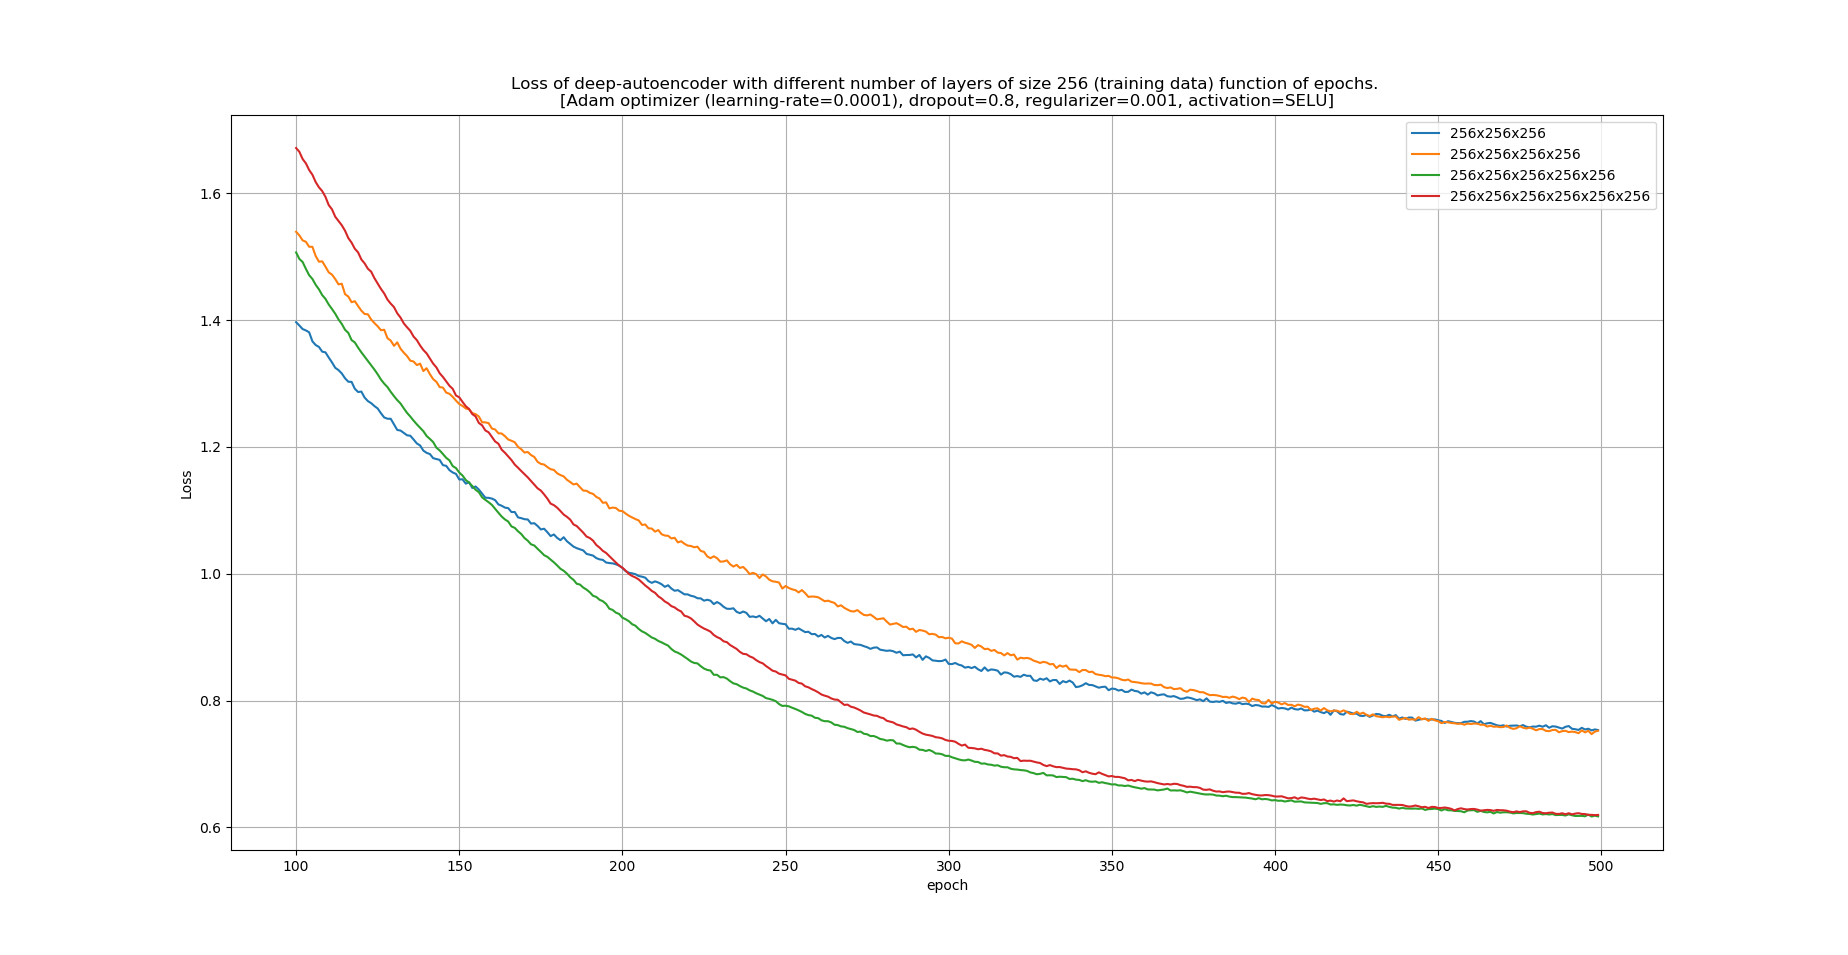 Loss of deep-autoencoder with different number of layers of size 256 (training data) function of epochs.
[Adam optimizer (learning-rate=0.0001), dropout=0.8, regularizer=0.001, activation=SELU]
256x256x256
256x256x256x256
256x256x256x256x256
256x256x256x256x256x256
1.6
1.4
1.2
1.0
0.8
0.6
Loss
100 150 200 250 300 350 400 450 500
epoch